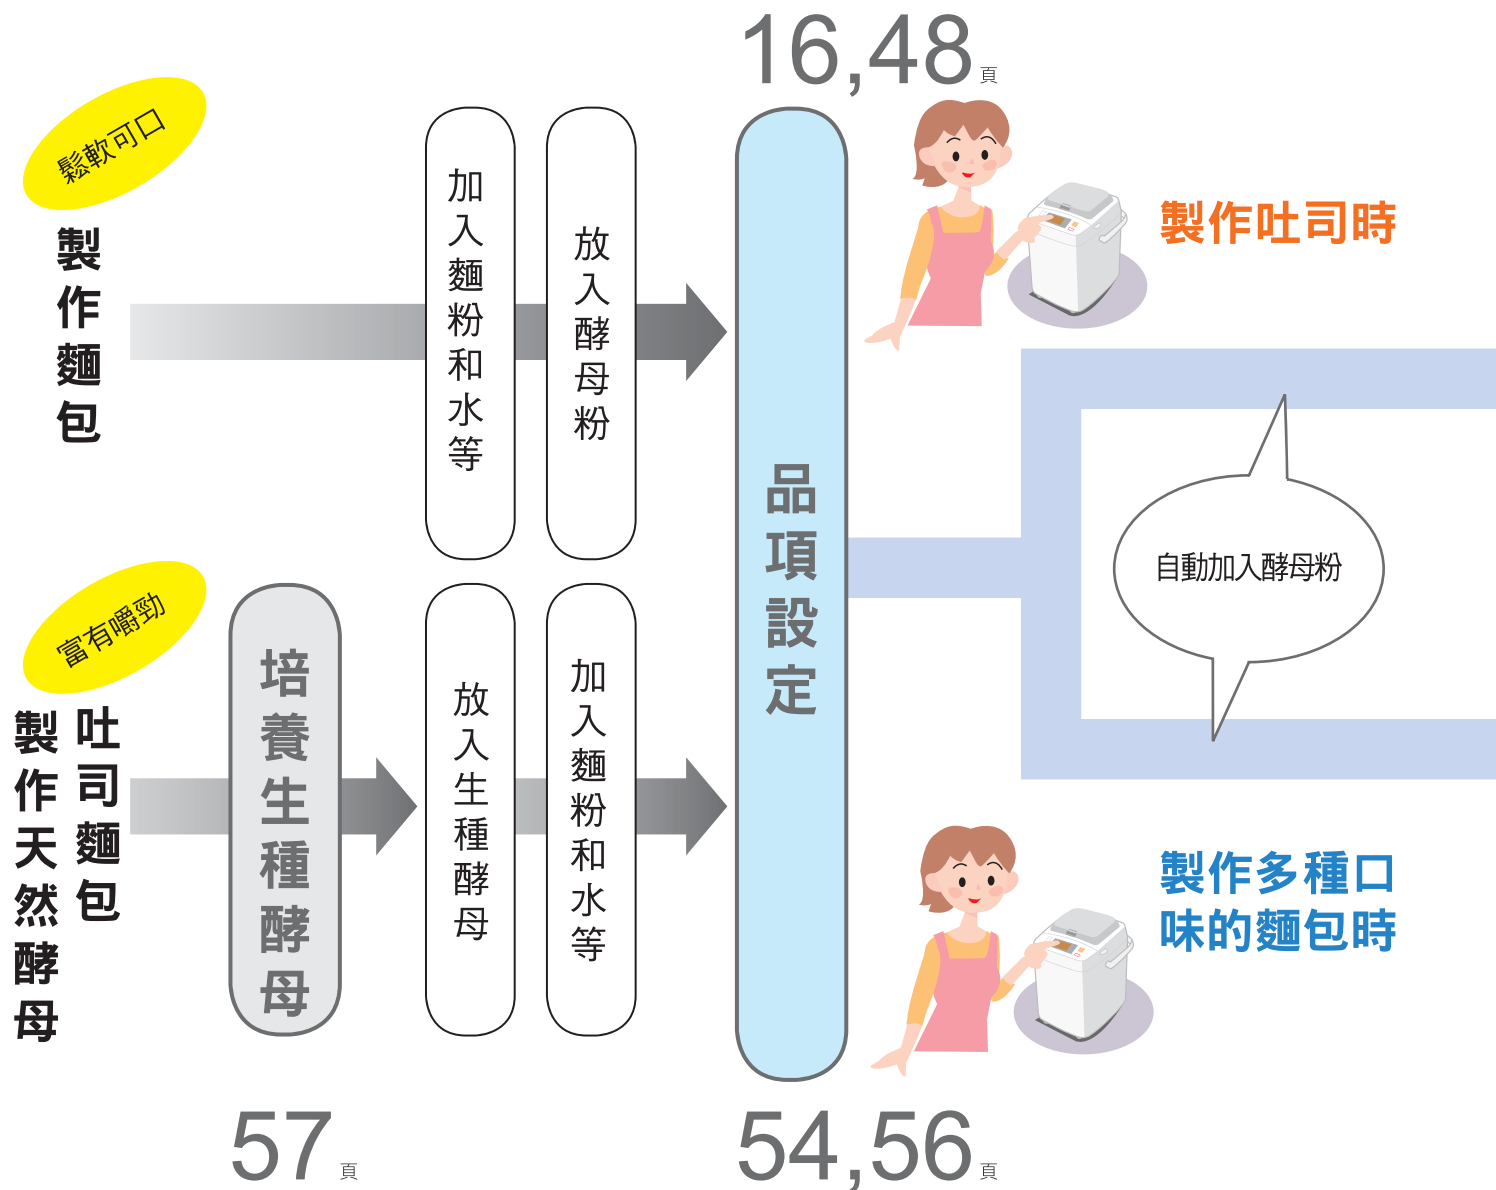 16,48頁
鬆軟可口
製作麵包
加入麵粉和水等
放入酵母粉
品項設定
製作吐司時
自動加入酵母粉
富有嚼勁
製作天然酵母
吐司麵包
培養生種酵母
放入生種酵母
加入麵粉和水等
製作多種口
味的麵包時
57頁
54,56頁